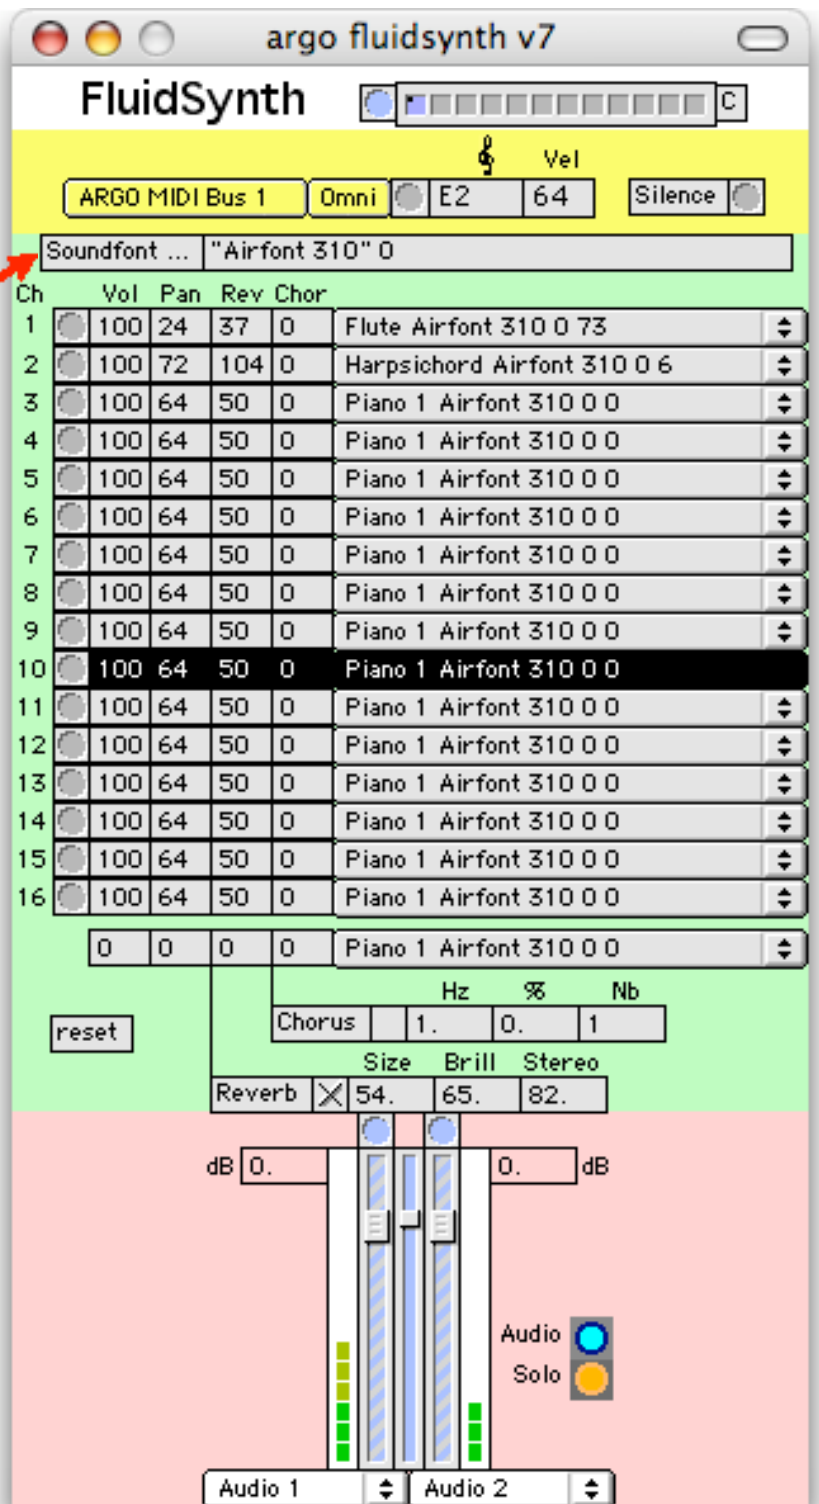 argo fluidsynth v7
FluidSynth C
Vel
ARGO MIDI Bus 1 Omni E2 64 Silence
Soundfont ... "Airfont 310" 0
Ch Vol Pan Rev Chor
1 100 24 37 0 Flute Airfont 310 0 73
2 100 72 104 0 Harpsichord Airfont 310 0 6
3 100 64 50 0 Piano 1 Airfont 310 0 0
4 100 64 50 0 Piano 1 Airfont 310 0 0
5 100 64 50 0 Piano 1 Airfont 310 0 0
6 100 64 50 0 Piano 1 Airfont 310 0 0
7 100 64 50 0 Piano 1 Airfont 310 0 0
8 100 64 50 0 Piano 1 Airfont 310 0 0
9 100 64 50 0 Piano 1 Airfont 310 0 0
10 100 64 50 0 Piano 1 Airfont 310 0 0
11 100 64 50 0 Piano 1 Airfont 310 0 0
12 100 64 50 0 Piano 1 Airfont 310 0 0
13 100 64 50 0 Piano 1 Airfont 310 0 0
14 100 64 50 0 Piano 1 Airfont 310 0 0
15 100 64 50 0 Piano 1 Airfont 310 0 0
16 100 64 50 0 Piano 1 Airfont 310 0 0
0 0 0 0 Piano 1 Airfont 310 0 0
Hz % Nb
reset Chorus 1. 0. 1
Size Brill Stereo
Reverb 54. 65. 82.
dB 0. 0. dB
Audio
Solo
Audio 1 Audio 2